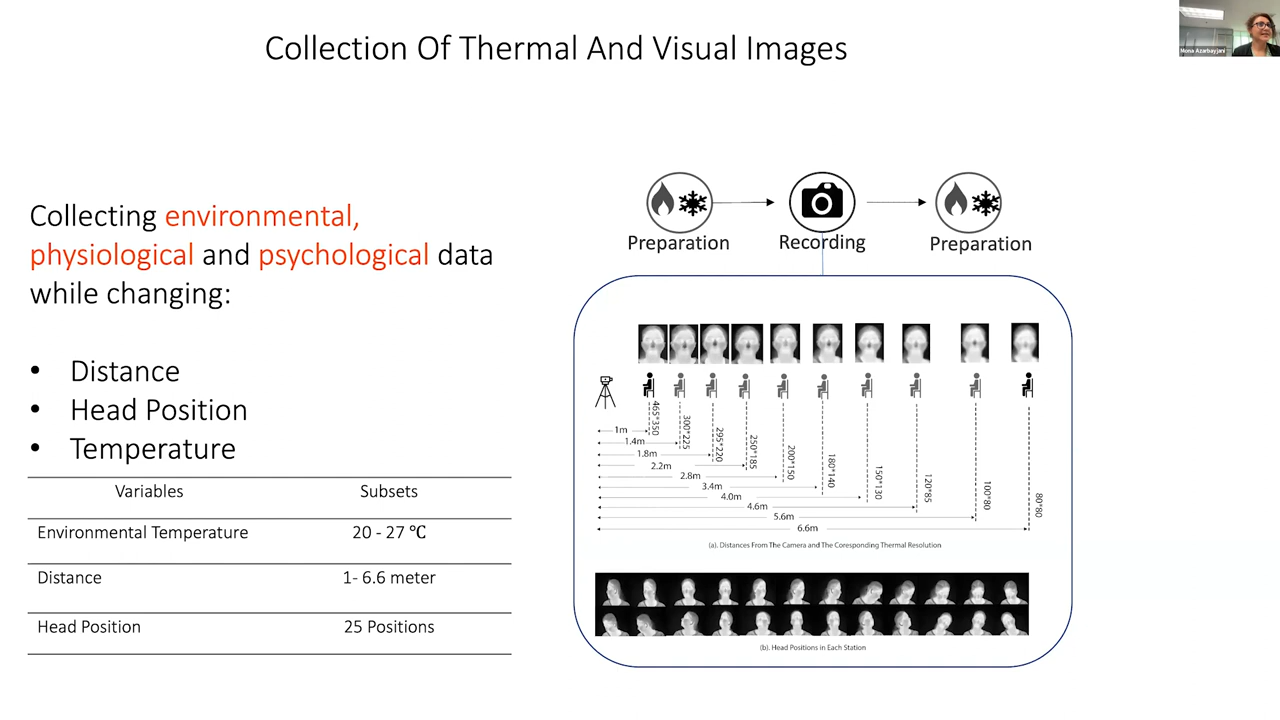 Collection Of Thermal And Visual Images
Mona Azarbayjani
Collecting environmental,
physiological and psychological data
while changing:
• Distance
• Head Position
• Temperature
Variables Subsets
Environmental Temperature 20 - 27 ℃
Distance 1- 6.6 meter
Head Position 25 Positions
Preparation Recording Preparation
465*350
300*225
295*220
250*185
200*150
180*140
150*130
120*85
100*80
80*80
1m
1.4m
1.8m
2.2m
2.8m
3.4m
4.0m
4.6m
5.6m
6.6m
(a). Distances From The Camera and The Coresponding Thermal Resolution
(b). Head Positions in Each Station